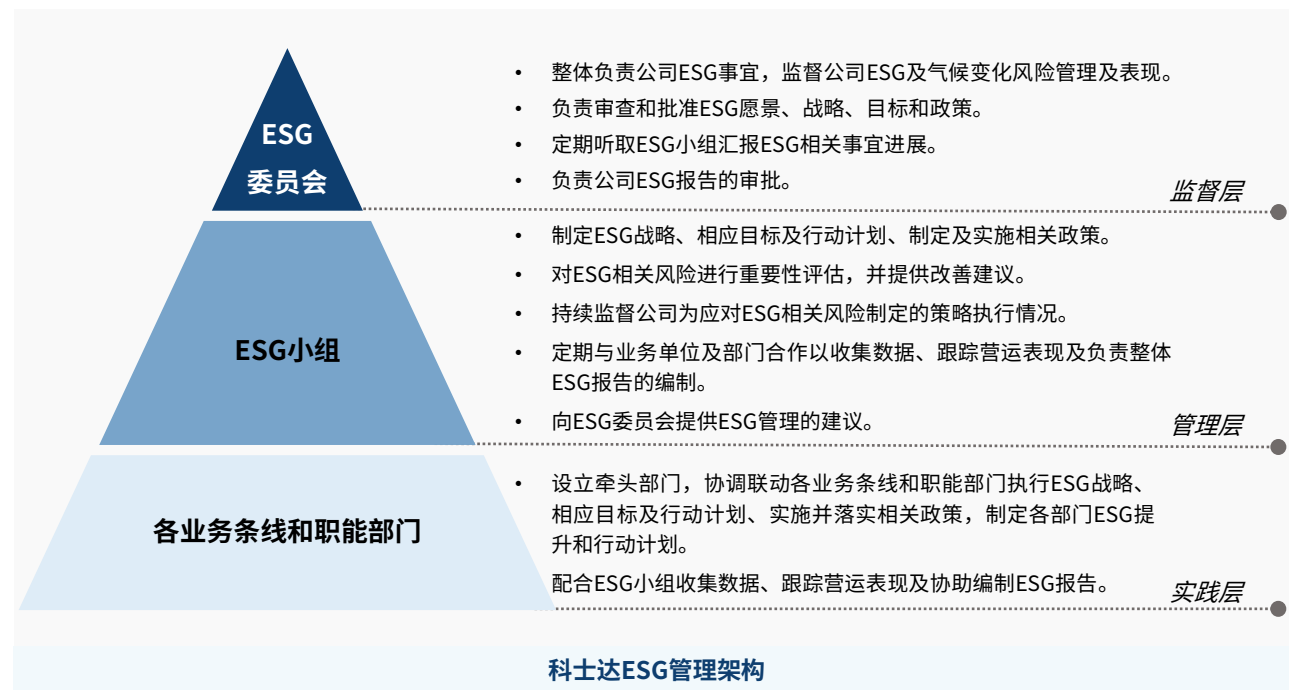 ESG
委员会
• 整体负责公司ESG事宜，监督公司ESG及气候变化风险管理及表现。
• 负责审查和批准ESG愿景、战略、目标和政策。
• 定期听取ESG小组汇报ESG相关事宜进展。
• 负责公司ESG报告的审批。
监督层
ESG小组
• 制定ESG战略、相应目标及行动计划、制定及实施相关政策。
• 对ESG相关风险进行重要性评估，并提供改善建议。
• 持续监督公司为应对ESG相关风险制定的策略执行情况。
• 定期与业务单位及部门合作以收集数据、跟踪营运表现及负责整体
ESG报告的编制。
• 向ESG委员会提供ESG管理的建议。
管理层
各业务条线和职能部门
• 设立牵头部门，协调联动各业务条线和职能部门执行ESG战略、
相应目标及行动计划、实施并落实相关政策，制定各部门ESG提
升和行动计划。
配合ESG小组收集数据、跟踪营运表现及协助编制ESG报告。
实践层
科士达ESG管理架构